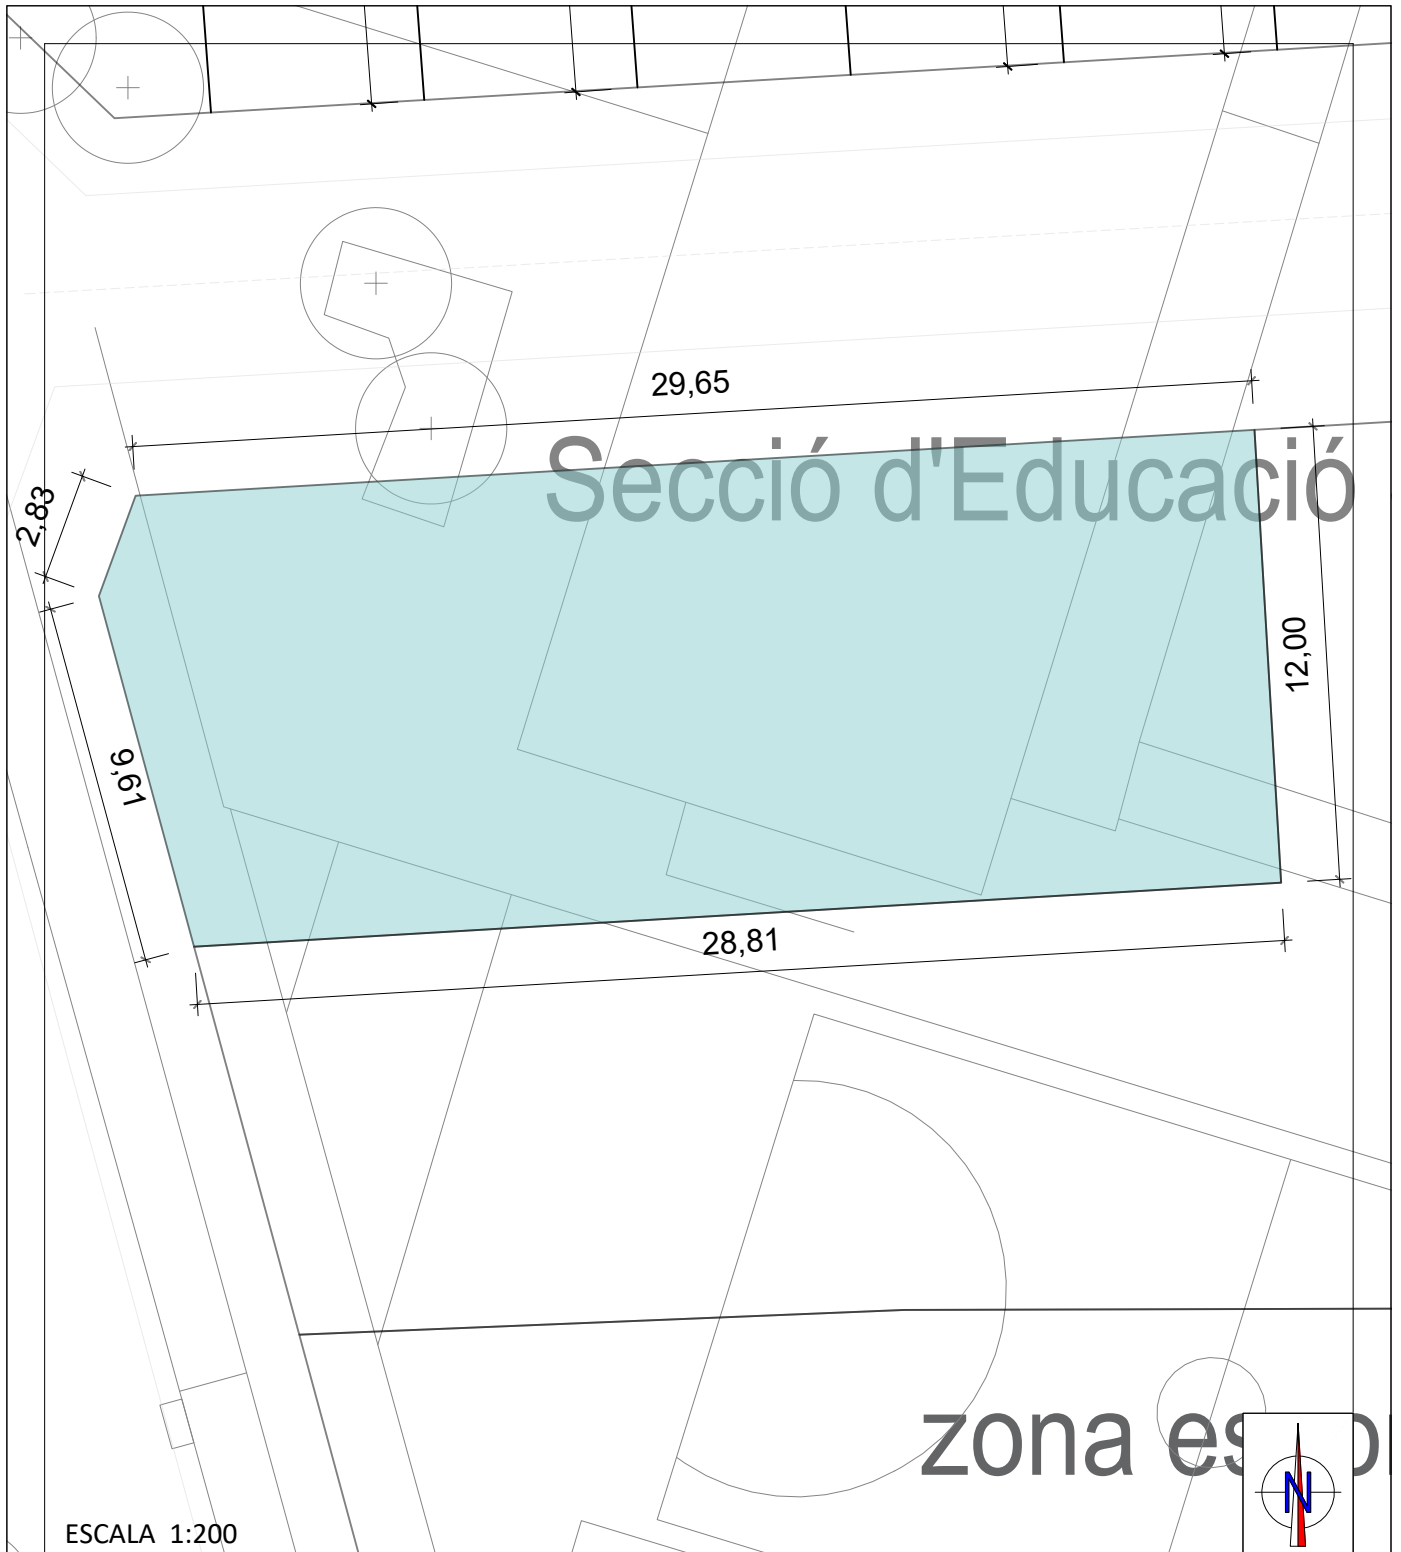 29,65
Secció d'Educació
2,83
12,00
9,61
28,81
zona es
N
ESCALA 1:200